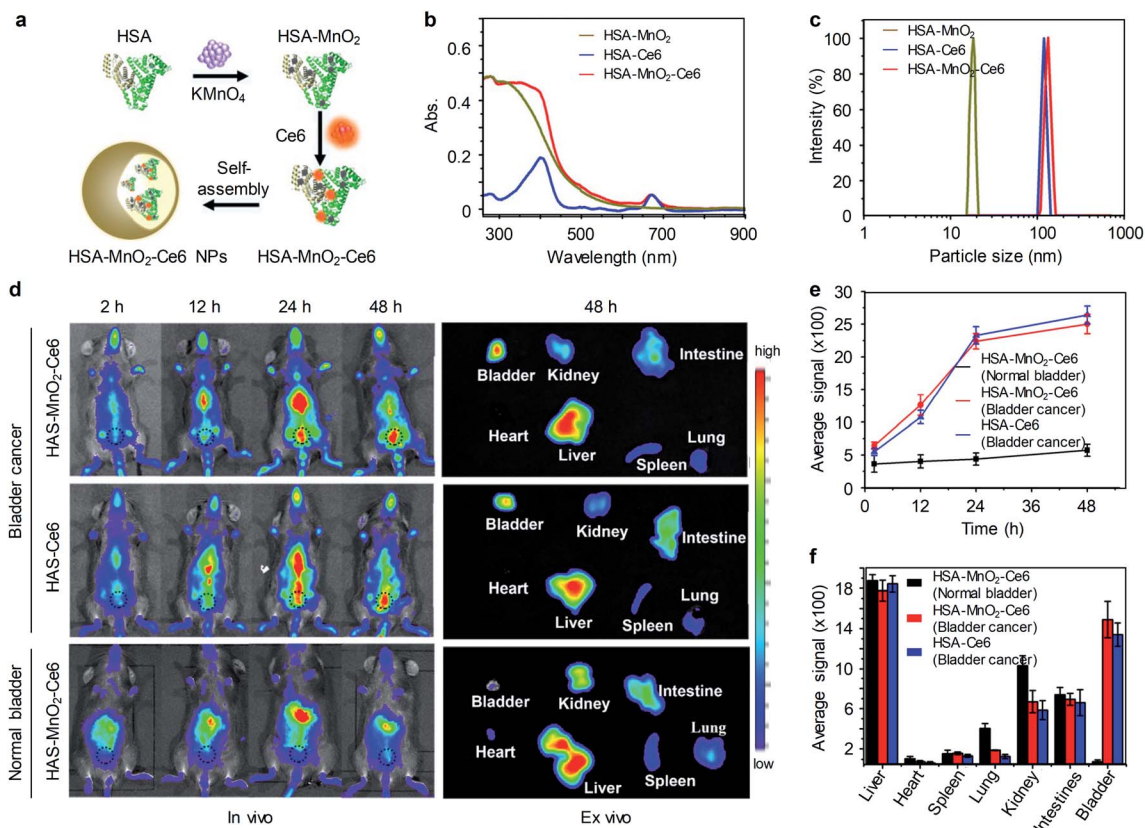 a
HSA
HSA-MnO2
KMnO4
Ce6
Self-
assembly
HSA-MnO2-Ce6 NPs
HSA-MnO2-Ce6
b
0.6
0.4
0.2
0
Abs.
300
500
700
900
Wavelength (nm)
HSA-MnO2
HSA-Ce6
HSA-MnO2-Ce6
c
100
80
60
40
20
0
Intensity (%)
1
10
100
1000
Particle size (nm)
HSA-MnO2
HSA-Ce6
HSA-MnO2-Ce6
d
2 h
12 h
24 h
48 h
48 h
Bladder cancer
HAS-MnO2-Ce6
Bladder
Kidney
Intestine
Heart
Liver
Spleen
Lung
HAS-Ce6
Bladder
Kidney
Intestine
Heart
Liver
Spleen
Lung
Normal bladder
HAS-MnO2-Ce6
Bladder
Kidney
Intestine
Heart
Liver
Spleen
Lung
high
low
In vivo
Ex vivo
e
30
25
20
15
10
5
0
Average signal (x100)
0
12
24
36
48
Time (h)
HSA-MnO2-Ce6
(Normal bladder)
HSA-MnO2-Ce6
(Bladder cancer)
HSA-Ce6
(Bladder cancer)
f
18
14
10
6
2
Average signal (x100)
HSA-MnO2-Ce6
(Normal bladder)
HSA-MnO2-Ce6
(Bladder cancer)
HSA-Ce6
(Bladder cancer)
Liver
Heart
Spleen
Lung
Kidney
Intestines
Bladder